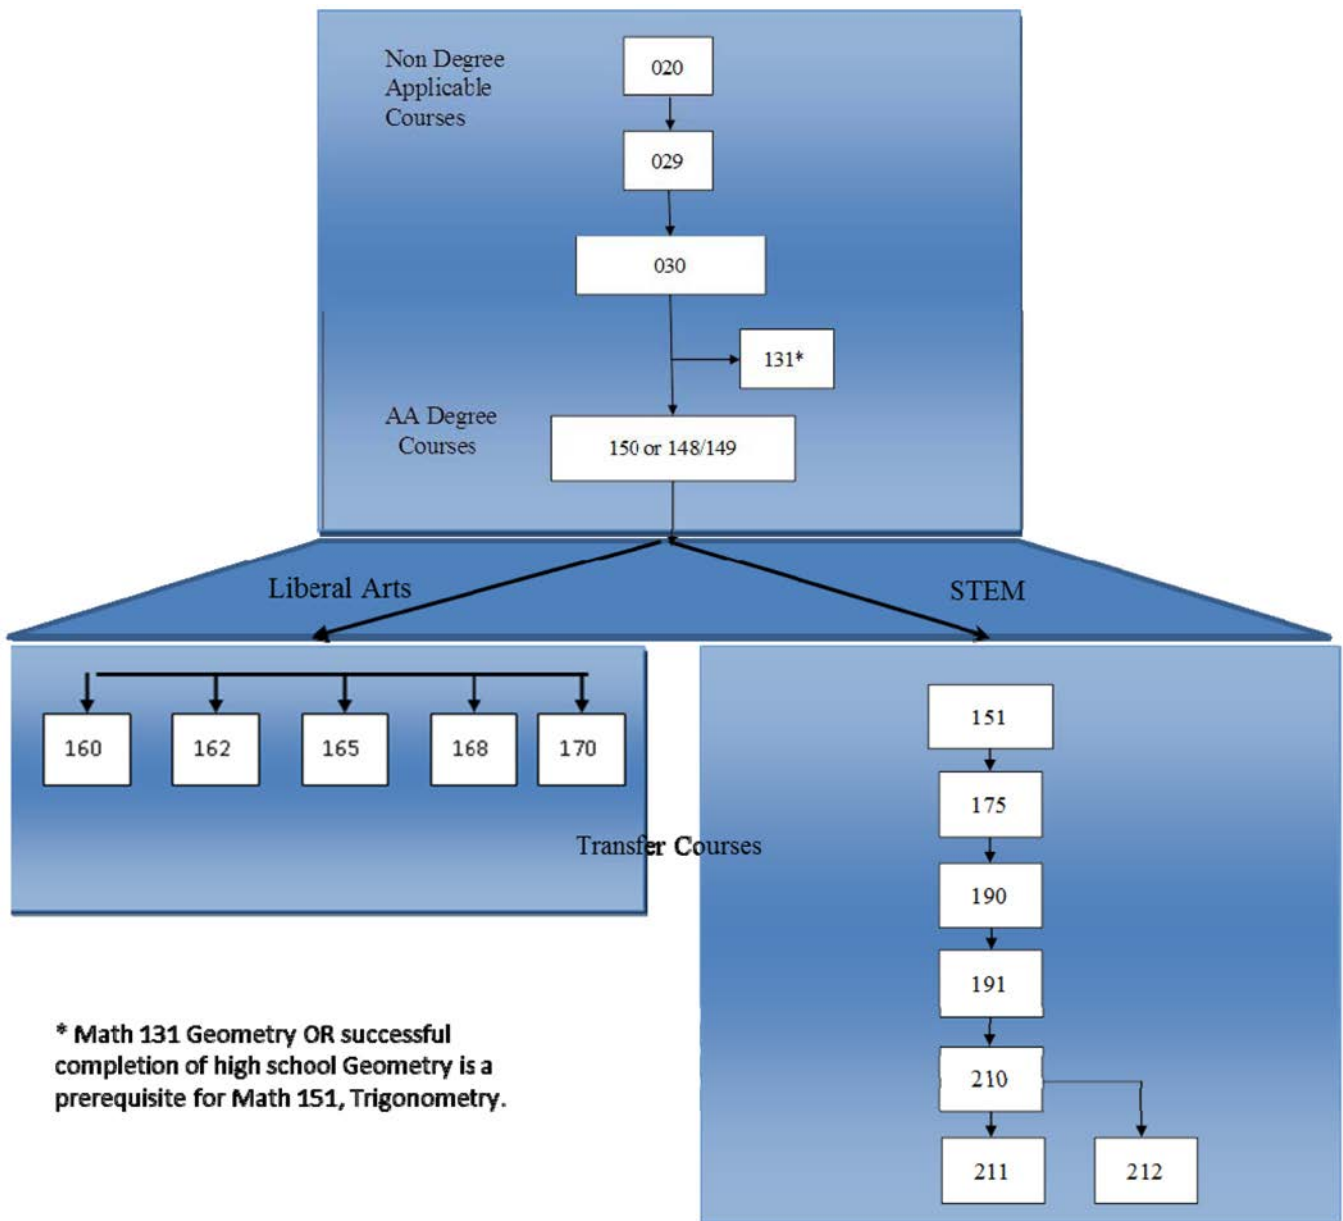 Non Degree
Applicable
Courses
020
029
030
131*
AA Degree
Courses
150 or 148/149
Liberal Arts
STEM
160
162
165
168
170
151
175
Transfer Courses
190
191
210
211
212
* Math 131 Geometry OR successful
completion of high school Geometry is a
prerequisite for Math 151, Trigonometry.